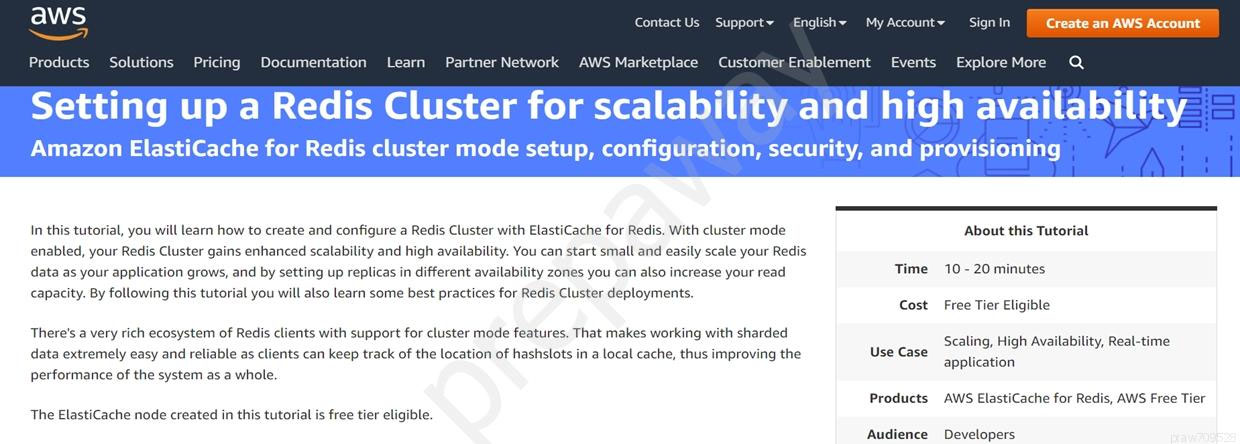 aws
Contact Us Support English My Account Sign In Create an AWS Account
Products Solutions Pricing Documentation Learn Partner Network AWS Marketplace Customer Enablement Events Explore More
Setting up a Redis Cluster for scalability and high availability
Amazon ElastiCache for Redis cluster mode setup, configuration, security, and provisioning
In this tutorial, you will learn how to create and configure a Redis Cluster with ElastiCache for Redis. With cluster mode
enabled, your Redis Cluster gains enhanced scalability and high availability. You can start small and easily scale your Redis
data as your application grows, and by setting up replicas in different availability zones you can also increase your read
capacity. By following this tutorial you will also learn some best practices for Redis Cluster deployments.
There's a very rich ecosystem of Redis clients with support for cluster mode features. That makes working with sharded
data extremely easy and reliable as clients can keep track of the location of hashslots in a local cache, thus improving the
performance of the system as a whole.
The ElastiCache node created in this tutorial is free tier eligible.
About this Tutorial
Time 10 - 20 minutes
Cost Free Tier Eligible
Use Case Scaling, High Availability, Real-time
application
Products AWS ElastiCache for Redis, AWS Free Tier
Audience Developers
prepaway
praw709528